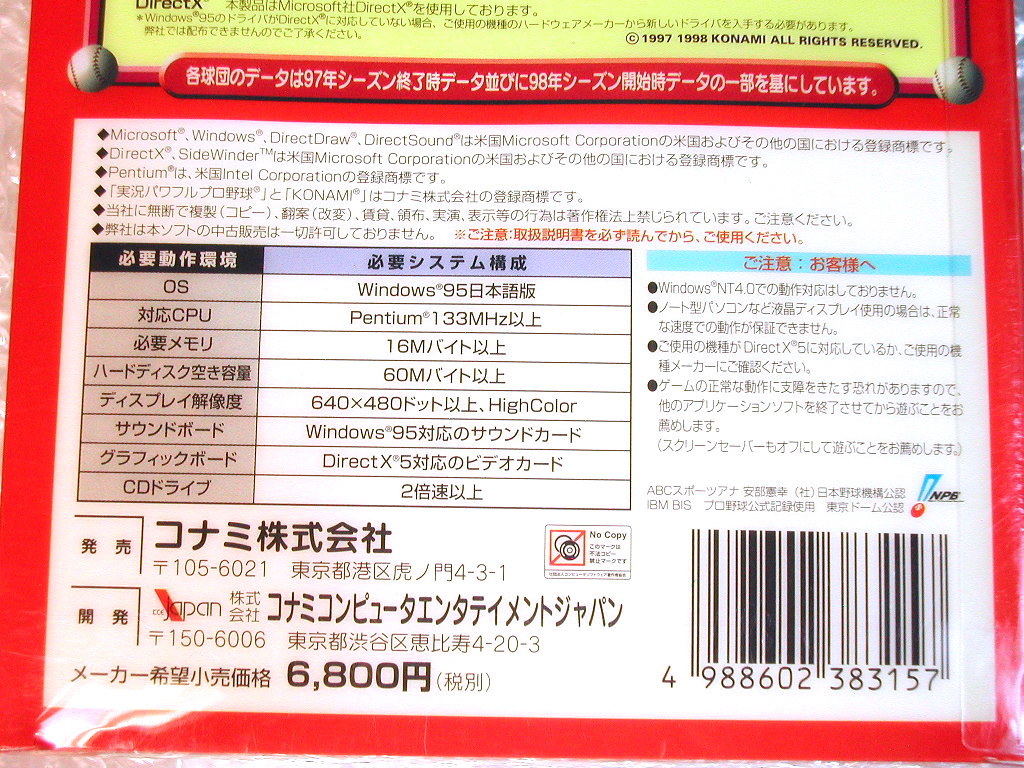 DirectX® 本製品はMicrosoft社DirectX®を使用しております。
*Windows®95のドライバがDirectX®に対応していない場合、ご使用の機種のハードウェアメーカーから新しいドライバを入手する必要があります。
弊社では配布できませんのでご了承ください。
©1997 1998 KONAMI ALL RIGHTS RESERVED.
各球団のデータは97年シーズン終了時データ並びに98年シーズン開始時データの一部を基にしています。
◆Microsoft®、Windows®、DirectDraw®、DirectSound®は米国Microsoft Corporationの米国およびその他の国における登録商標です。
◆DirectX®、SideWinder™は米国Microsoft Corporationの米国およびその他の国における登録商標です。
◆Pentium®は、米国Intel Corporationの登録商標です。
◆「実況パワフルプロ野球®」と「KONAMI®」はコナミ株式会社の登録商標です。
◆当社に無断で複製(コピー)、翻案(改変)、賃貸、頒布、実演、表示等の行為は著作権法上禁じられています。ご注意ください。
◆弊社は本ソフトの中古販売は一切許可しておりません。 ※ご注意:取扱説明書を必ず読んでから、ご使用ください。
必要動作環境 必要システム構成
OS Windows®95日本語版
対応CPU Pentium®133MHz以上
必要メモリ 16Mバイト以上
ハードディスク空き容量 60Mバイト以上
ディスプレイ解像度 640×480ドット以上、HighColor
サウンドボード Windows®95対応のサウンドカード
グラフィックボード DirectX®5対応のビデオカード
CDドライブ 2倍速以上
ご注意:お客様へ
●Windows®NT4.0での動作対応はしておりません。
●ノート型パソコンなど液晶ディスプレイ使用の場合は、正常
な速度での動作が保証できません。
●ご使用の機種がDirectX®5に対応しているか、ご使用の機
種メーカーにご確認ください。
●ゲームの正常な動作に支障をきたす恐れがありますので、
他のアプリケーションソフトを終了させてから遊ぶことをお
薦めします。
(スクリーンセーバーもオフにして遊ぶことをお薦めします。)
ABCスポーツアナ 安部憲幸 (社)日本野球機構公認
IBM BIS プロ野球公式記録使用 東京ドーム公認
NPB
発売 コナミ株式会社
〒105-6021 東京都港区虎ノ門4-3-1
No Copy
このマークは
不法コピー
禁止マークです
社団法人コンピュータソフトウェア著作権協会
開発 CCE Japan 株式会社 コナミコンピュータエンタテイメントジャパン
〒150-6006 東京都渋谷区恵比寿4-20-3
メーカー希望小売価格 6,800円(税別)
4 988602 383157